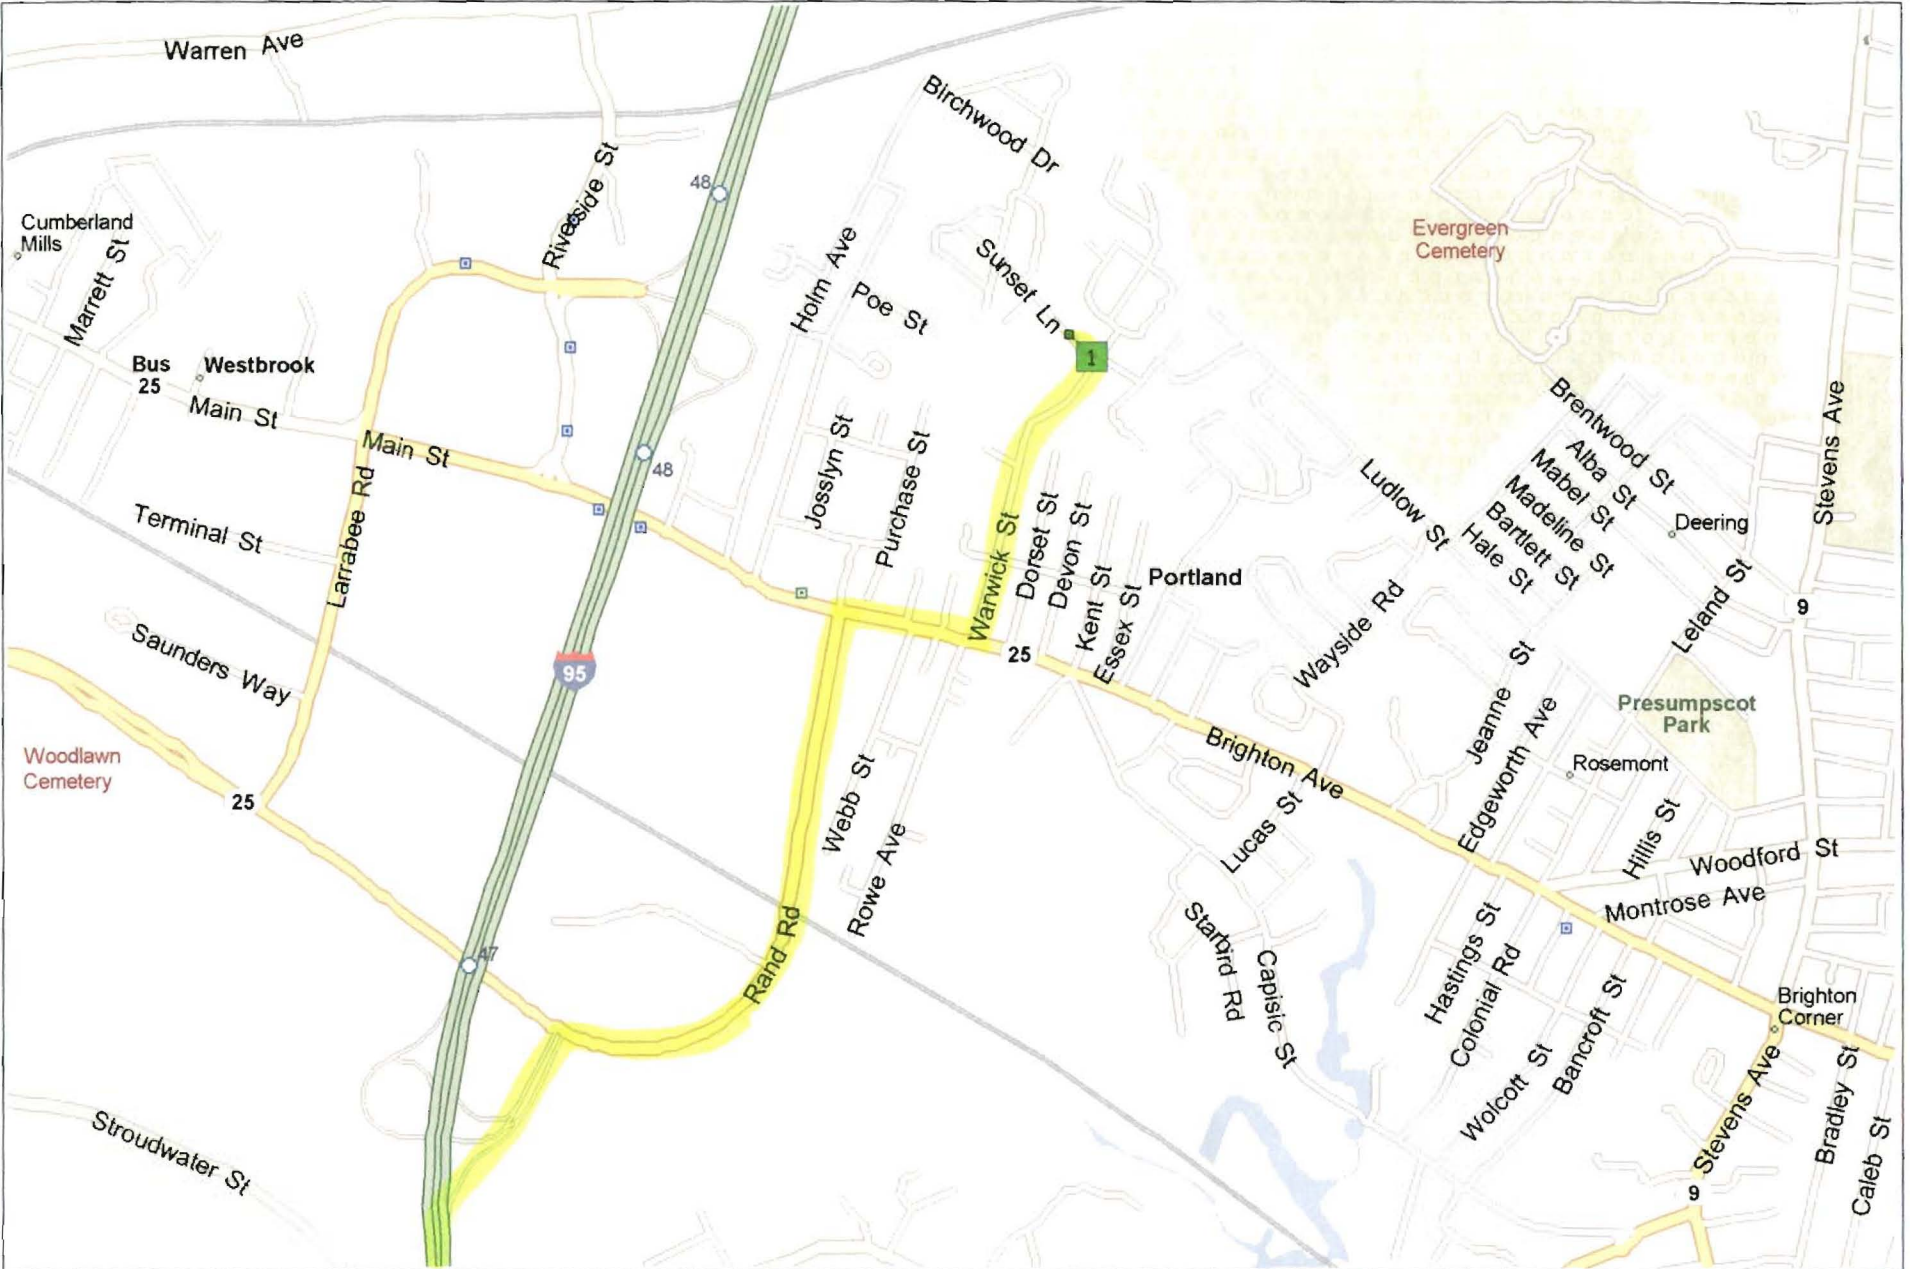 Warren Ave
Birchwood Dr
Riverside St
48
Cumberland
Mills
Marrett St
Evergreen
Cemetery
Holm Ave
Sunset Ln
Poe St
1
Bus
25
Westbrook
Main St
Main St
48
Josslyn St
Purchase St
Brentwood St
Alba St
Mabel St
Madeline St
Bartlett St
Hale St
Stevens Ave
Ludlow St
Deering
Terminal St
Larrabee Rd
Warwick St
Dorset St
Devon St
Kent St
Essex St
Portland
Wayside Rd
Leland St
9
Saunders Way
95
25
Jeanne St
Edgeworth Ave
Presumpscot
Park
Woodlawn
Cemetery
25
Brighton Ave
Rosemont
Webb St
Rowe Ave
Lucas St
Hillis St
Woodford St
Montrose Ave
47
Rand Rd
Starbird Rd
Capisic St
Hastings St
Colonial Rd
Wolcott St
Bancroft St
Brighton
Corner
Stevens Ave
Bradley St
Caleb St
Stroudwater St
9